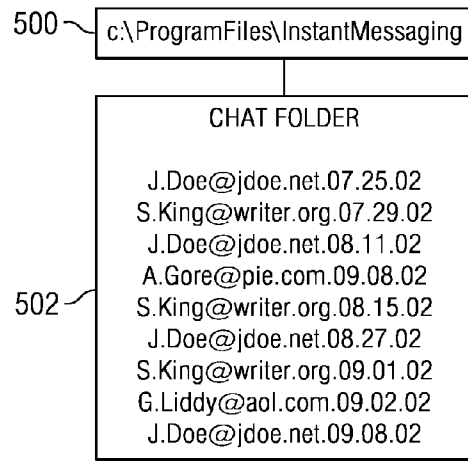 500
c:\ProgramFiles\InstantMessaging
CHAT FOLDER
J.Doe@jdoe.net.07.25.02
S.King@writer.org.07.29.02
J.Doe@jdoe.net.08.11.02
A.Gore@pie.com.09.08.02
502
S.King@writer.org.08.15.02
J.Doe@jdoe.net.08.27.02
S.King@writer.org.09.01.02
G.Liddy@aol.com.09.02.02
J.Doe@jdoe.net.09.08.02